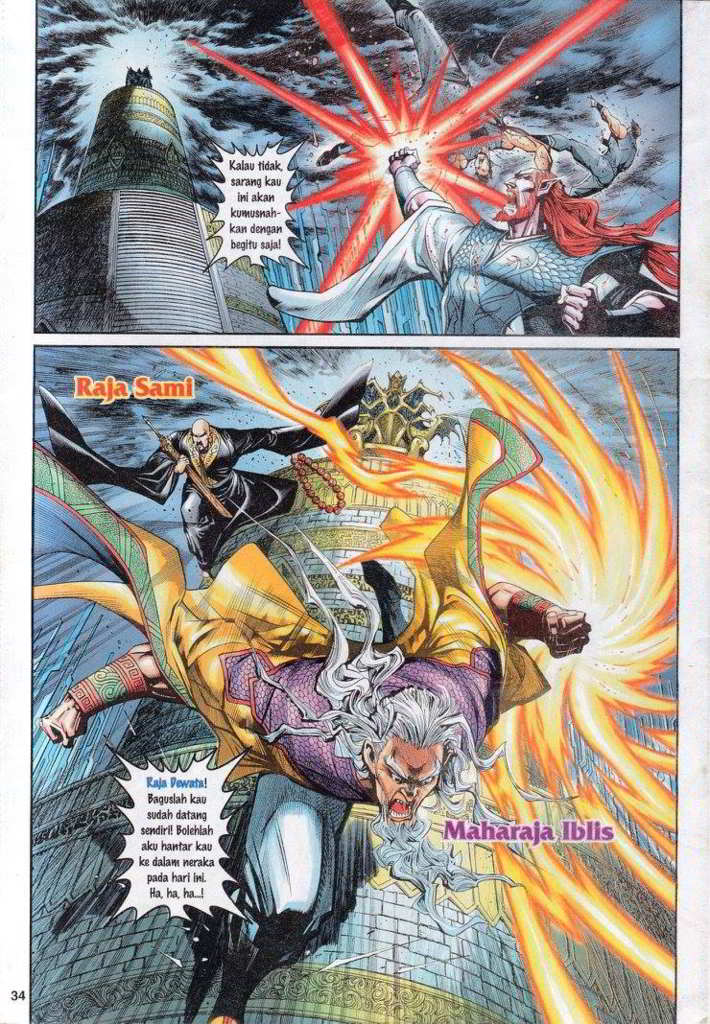 Kalau tidak,
sarang kau
ini akan
kumusnah-
kan dengan
begitu saja!
Raja Sami
Raja Dewata!
Baguslah kau
sudah datang
sendiri! Bolehlah
aku hantar kau
ke dalam neraka
pada hari ini.
Ha, ha, ha...!
Maharaja Iblis
34